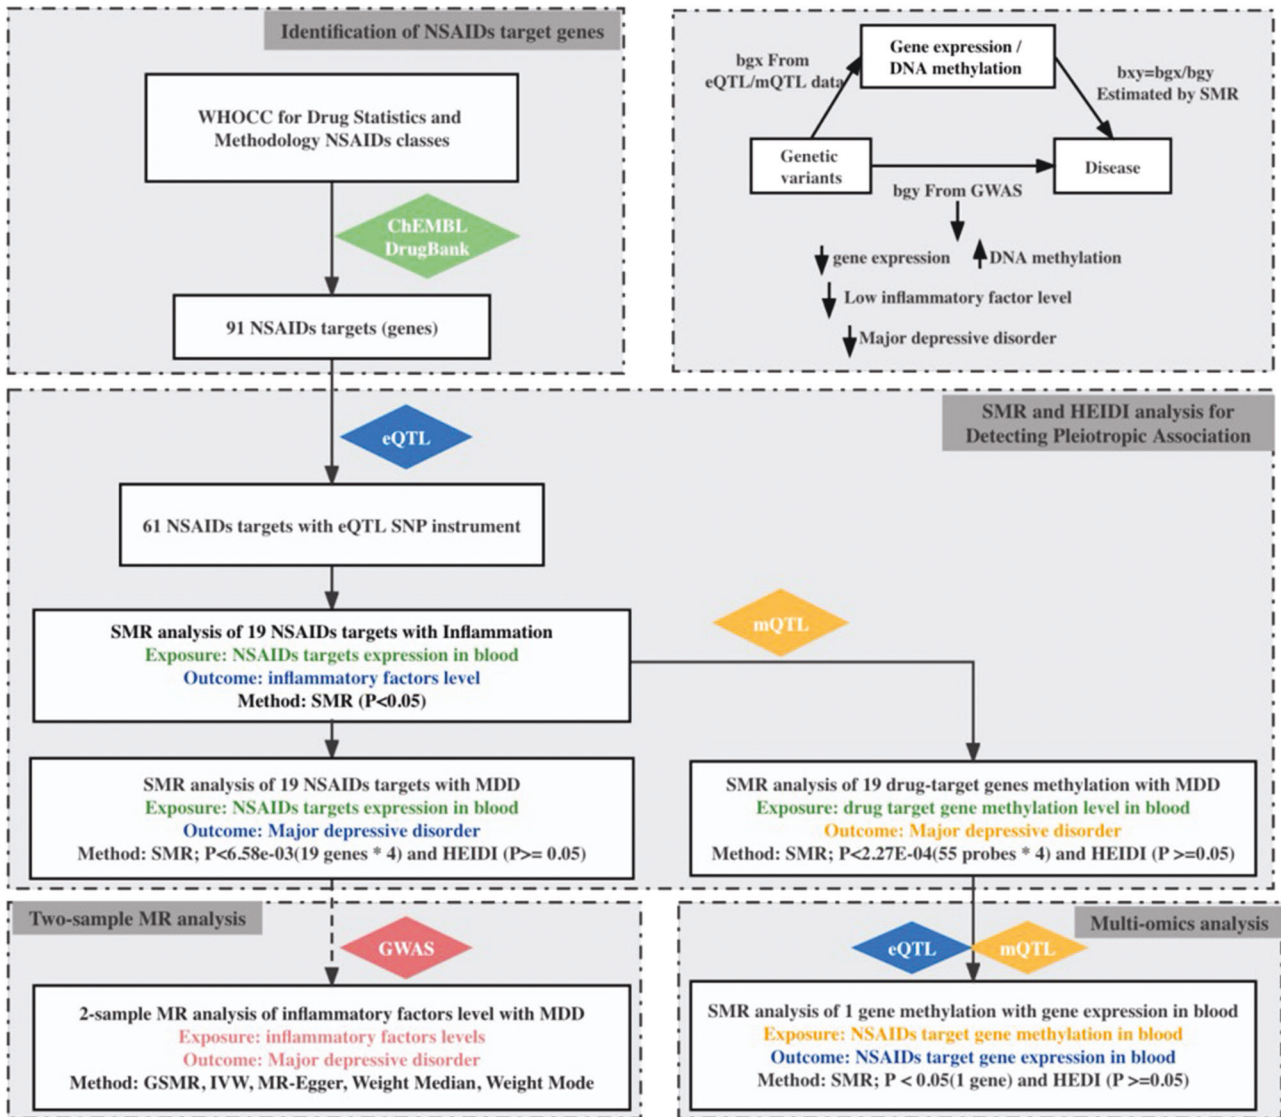 Identification of NSAIDs target genes
WHOCC for Drug Statistics and
Methodology NSAIDs classes
ChEMBL
DrugBank
91 NSAIDs targets (genes)
bgx From
eQTL/mQTL data
Gene expression /
DNA methylation
bxy=bgx/bgy
Estimated by SMR
Genetic
variants
Disease
bgy From GWAS
gene expression
DNA methylation
Low inflammatory factor level
Major depressive disorder
SMR and HEIDI analysis for
Detecting Pleiotropic Association
eQTL
61 NSAIDs targets with eQTL SNP instrument
SMR analysis of 19 NSAIDs targets with Inflammation
Exposure: NSAIDs targets expression in blood
Outcome: inflammatory factors level
Method: SMR (P<0.05)
mQTL
SMR analysis of 19 NSAIDs targets with MDD
Exposure: NSAIDs targets expression in blood
Outcome: Major depressive disorder
Method: SMR; P<6.58e-03(19 genes * 4) and HEIDI (P>= 0.05)
SMR analysis of 19 drug-target genes methylation with MDD
Exposure: drug target gene methylation level in blood
Outcome: Major depressive disorder
Method: SMR; P<2.27E-04(55 probes * 4) and HEIDI (P >=0.05)
Two-sample MR analysis
GWAS
2-sample MR analysis of inflammatory factors level with MDD
Exposure: inflammatory factors levels
Outcome: Major depressive disorder
Method: GSMR, IVW, MR-Egger, Weight Median, Weight Mode
Multi-omics analysis
eQTL
mQTL
SMR analysis of 1 gene methylation with gene expression in blood
Exposure: NSAIDs target gene methylation in blood
Outcome: NSAIDs target gene expression in blood
Method: SMR; P < 0.05(1 gene) and HEDI (P >=0.05)